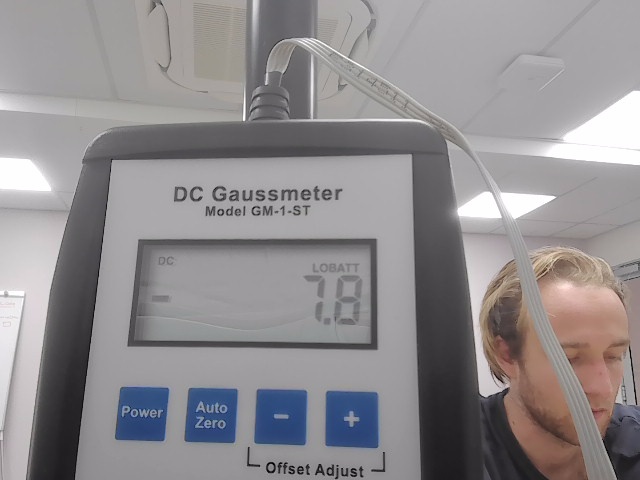 DC Gaussmeter
Model GM-1-ST
DC
LOBATT
- 7.8
Power
Auto
Zero
-
+
Offset Adjust